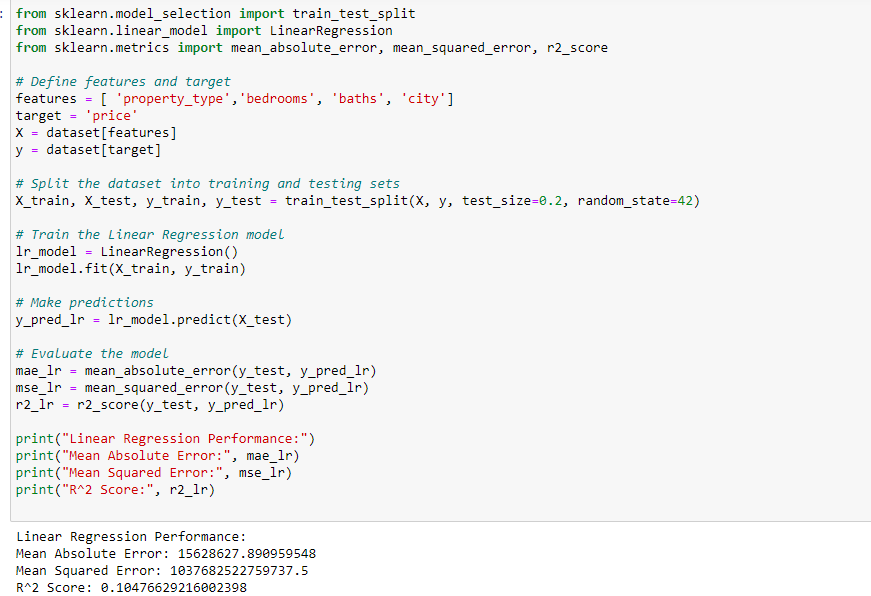 from sklearn.model_selection import train_test_split
from sklearn.linear_model import LinearRegression
from sklearn.metrics import mean_absolute_error, mean_squared_error, r2_score
# Define features and target
features = [ 'property_type','bedrooms', 'baths', 'city']
target = 'price'
X = dataset[features]
y = dataset[target]
# Split the dataset into training and testing sets
X_train, X_test, y_train, y_test = train_test_split(X, y, test_size=0.2, random_state=42)
# Train the Linear Regression model
lr_model = LinearRegression()
lr_model.fit(X_train, y_train)
# Make predictions
y_pred_lr = lr_model.predict(X_test)
# Evaluate the model
mae_lr = mean_absolute_error(y_test, y_pred_lr)
mse_lr = mean_squared_error(y_test, y_pred_lr)
r2_lr = r2_score(y_test, y_pred_lr)
print("Linear Regression Performance:")
print("Mean Absolute Error:", mae_lr)
print("Mean Squared Error:", mse_lr)
print("R^2 Score:", r2_lr)
Linear Regression Performance:
Mean Absolute Error: 15628627.890959548
Mean Squared Error: 1037682522759737.5
R^2 Score: 0.10476629216002398